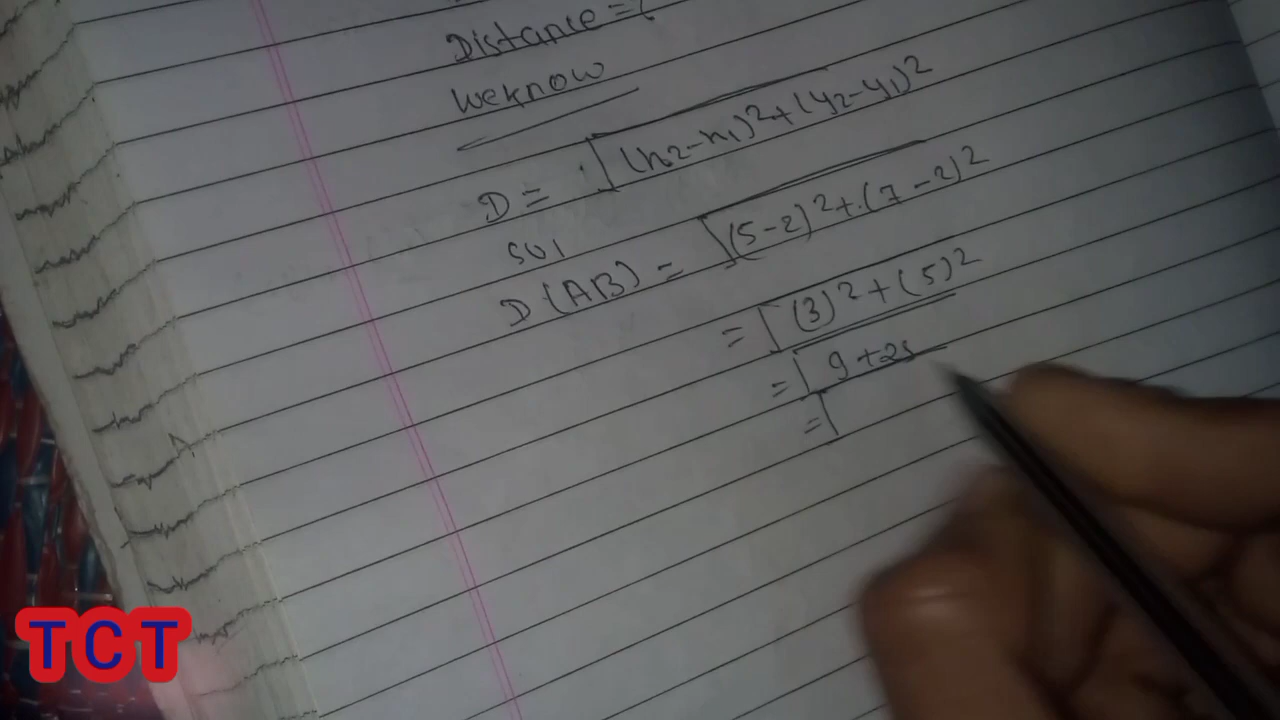 Distance = ?
We know
D = √(x2-x1)²+(y2-y1)²
Sol
D(AB) = √(5-2)²+(7-2)²
= √(3)²+(5)²
= √9+25
= √
TCT